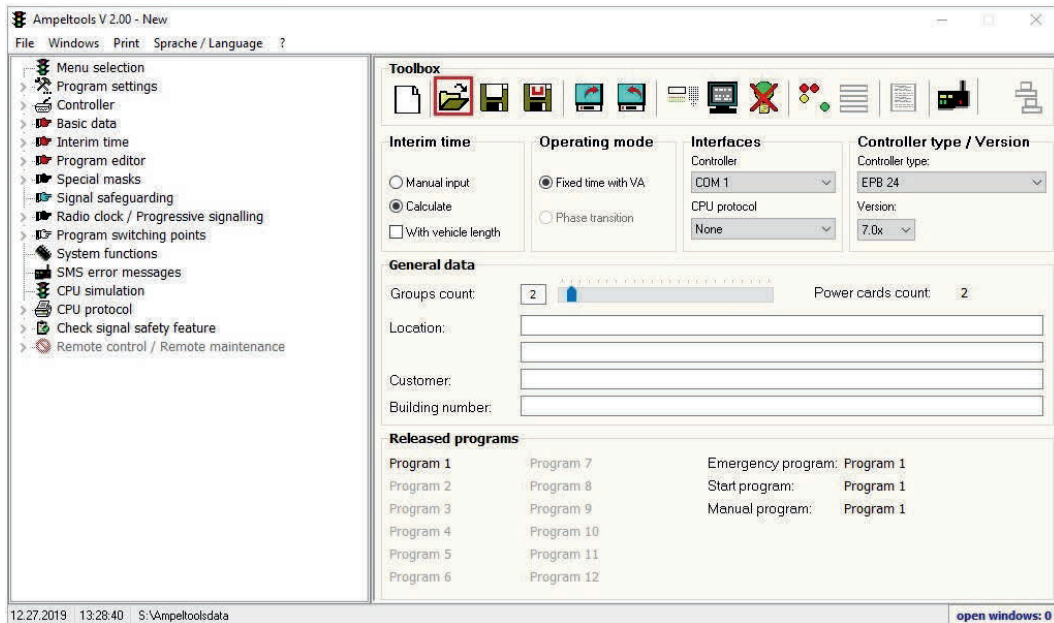 Ampeltools V 2.00 - New
File Windows Print Sprache / Language ?
Menu selection
Program settings
Controller
Basic data
Interim time
Program editor
Special masks
Signal safeguarding
Radio clock / Progressive signalling
Program switching points
System functions
SMS error messages
CPU simulation
CPU protocol
Check signal safety feature
Remote control / Remote maintenance
Toolbox
Interim time
Manual input
Calculate
With vehicle length
Operating mode
Fixed time with VA
Phase transition
Interfaces
Controller
COM 1
CPU protocol
None
Controller type / Version
Controller type:
EPB 24
Version:
7.0x
General data
Groups count: 2 Power cards count: 2
Location:
Customer:
Building number:
Released programs
Program 1 Program 7 Emergency program: Program 1
Program 2 Program 8 Start program: Program 1
Program 3 Program 9 Manual program: Program 1
Program 4 Program 10
Program 5 Program 11
Program 6 Program 12
12.27.2019 13:28:40 S:\Ampeltoolsdata open windows: 0